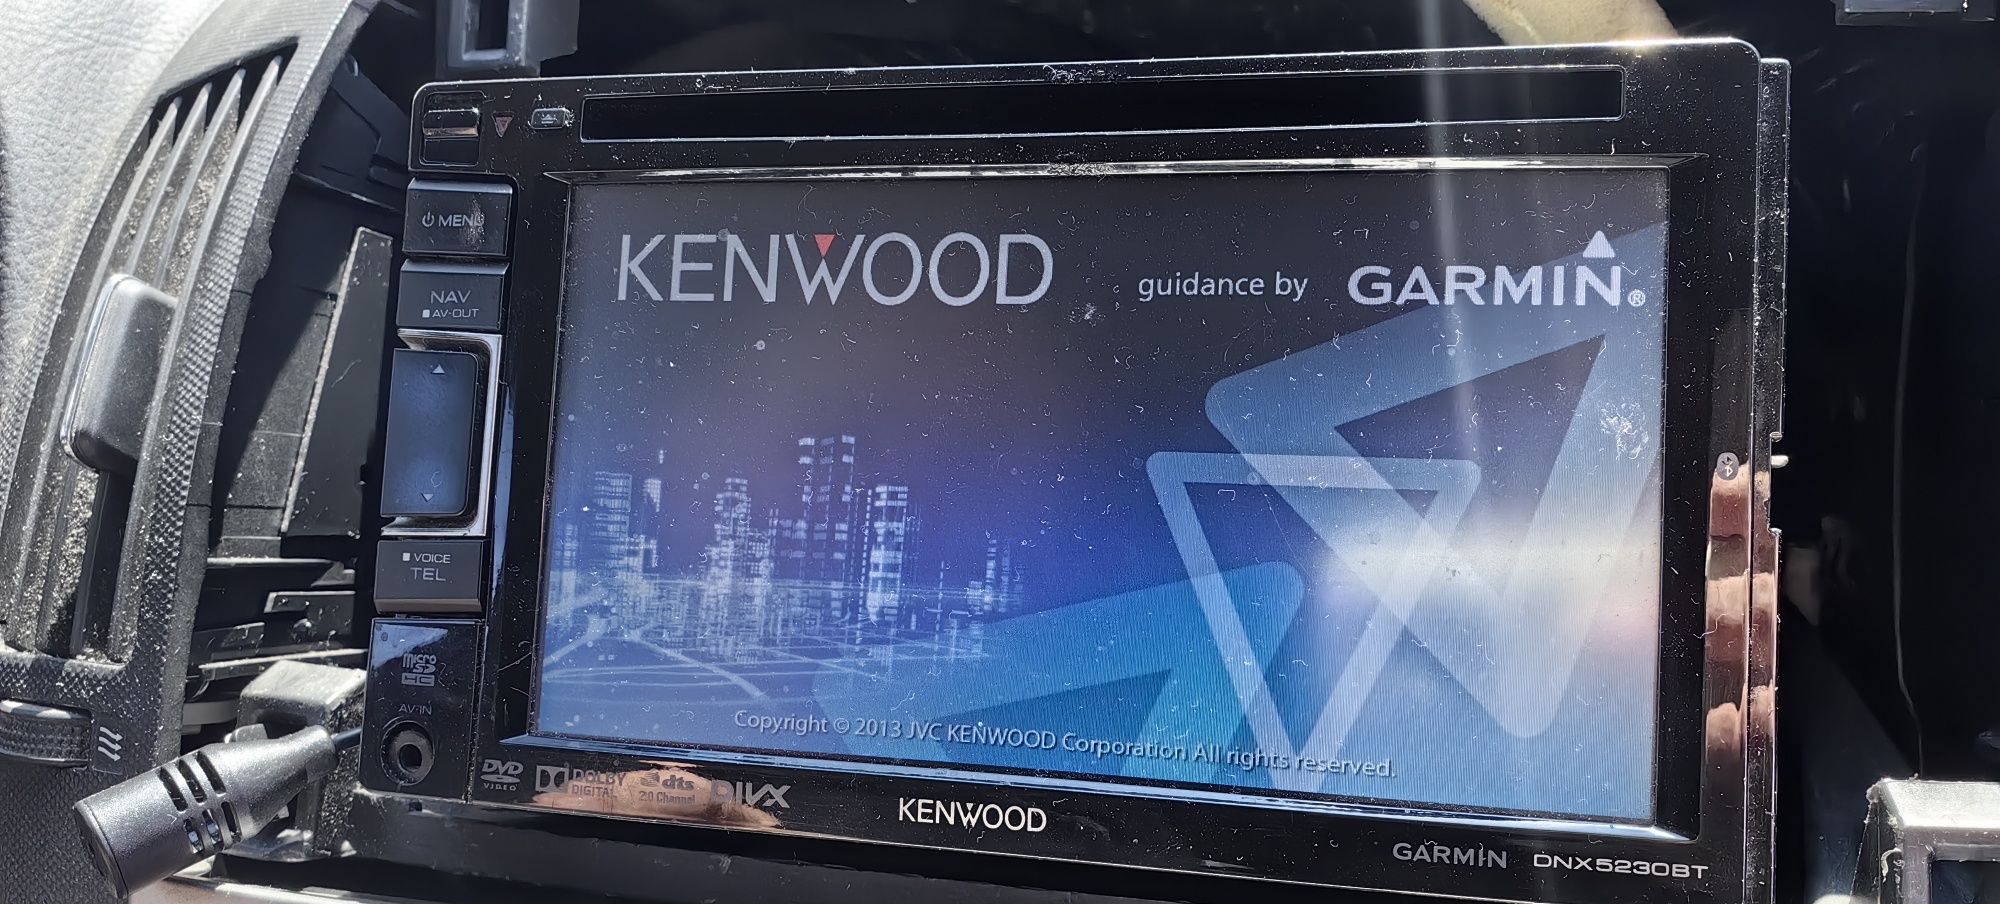 MENU
NAV
AV-OUT
VOICE
TEL
micro
SD
HC
AV-IN
KENWOOD
guidance by GARMIN®
Copyright © 2013 JVC KENWOOD Corporation All rights reserved.
DVD
VIDEO
DOLBY
DIGITAL
dts
2.0 Channel
DIVX
KENWOOD
GARMIN DNX5230BT